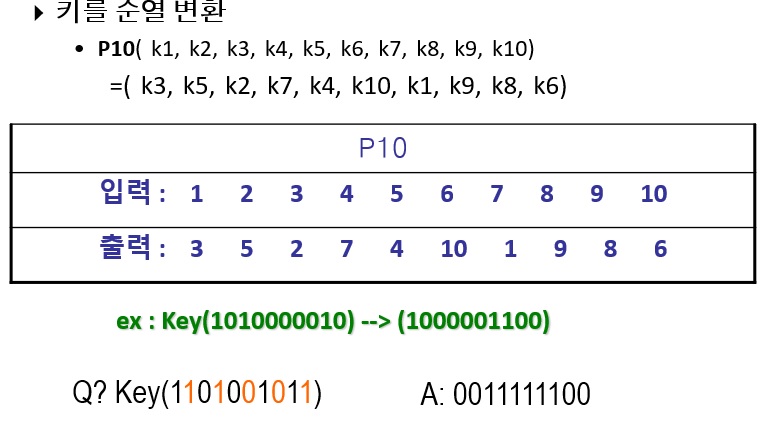 키를 순열 변환
• P10( k1, k2, k3, k4, k5, k6, k7, k8, k9, k10)
=( k3, k5, k2, k7, k4, k10, k1, k9, k8, k6)
P10
입력 : 1 2 3 4 5 6 7 8 9 10
출력 : 3 5 2 7 4 10 1 9 8 6
ex : Key(1010000010) --> (1000001100)
Q? Key(1101001011) A: 0011111100